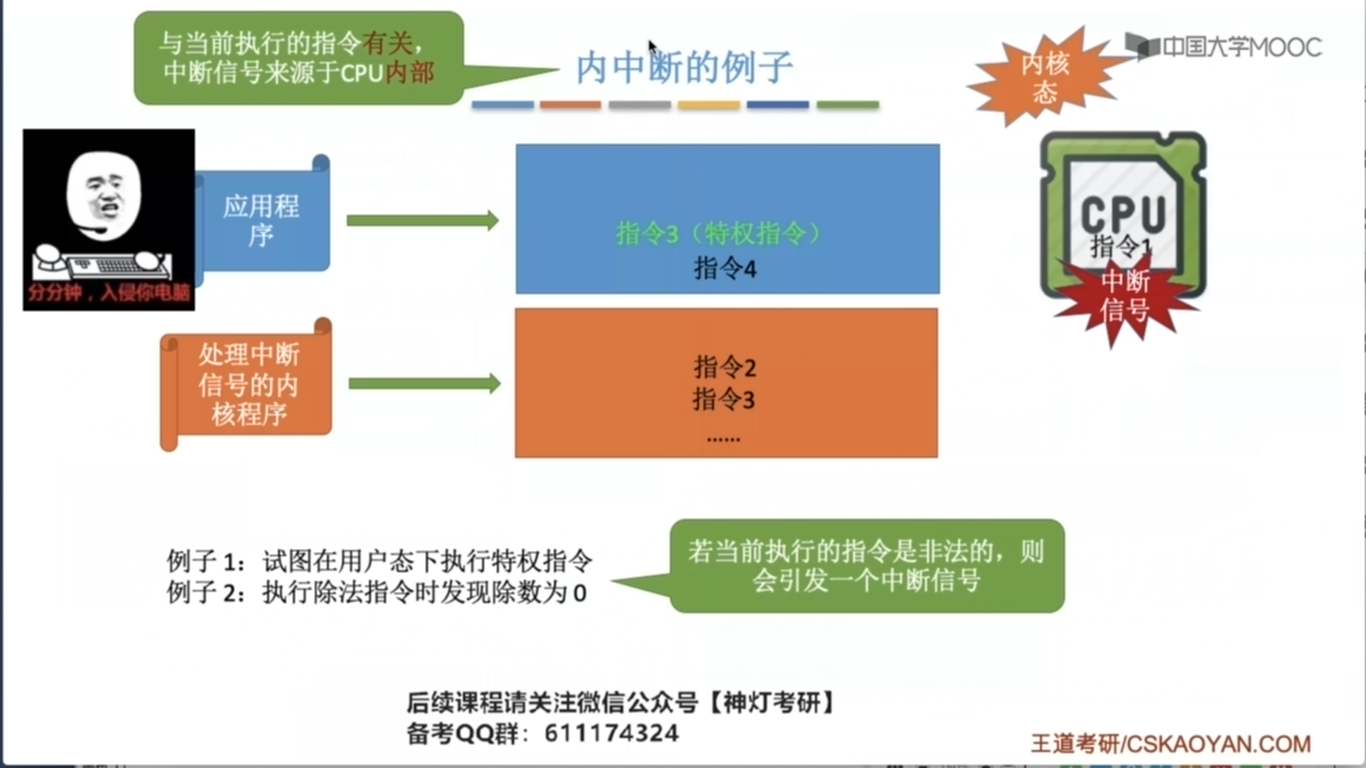 与当前执行的指令有关，
中断信号来源于CPU内部
内中断的例子
内核
态
中国大学MOOC
应用程
序
分分钟，入侵你电脑
指令3（特权指令）
指令4
CPU
指令1
中断
信号
处理中断
信号的内
核程序
指令2
指令3
……
例子 1：试图在用户态下执行特权指令
例子 2：执行除法指令时发现除数为 0
若当前执行的指令是非法的，则
会引发一个中断信号
后续课程请关注微信公众号【神灯考研】
备考QQ群：611174324
王道考研/CSKAOYAN.COM